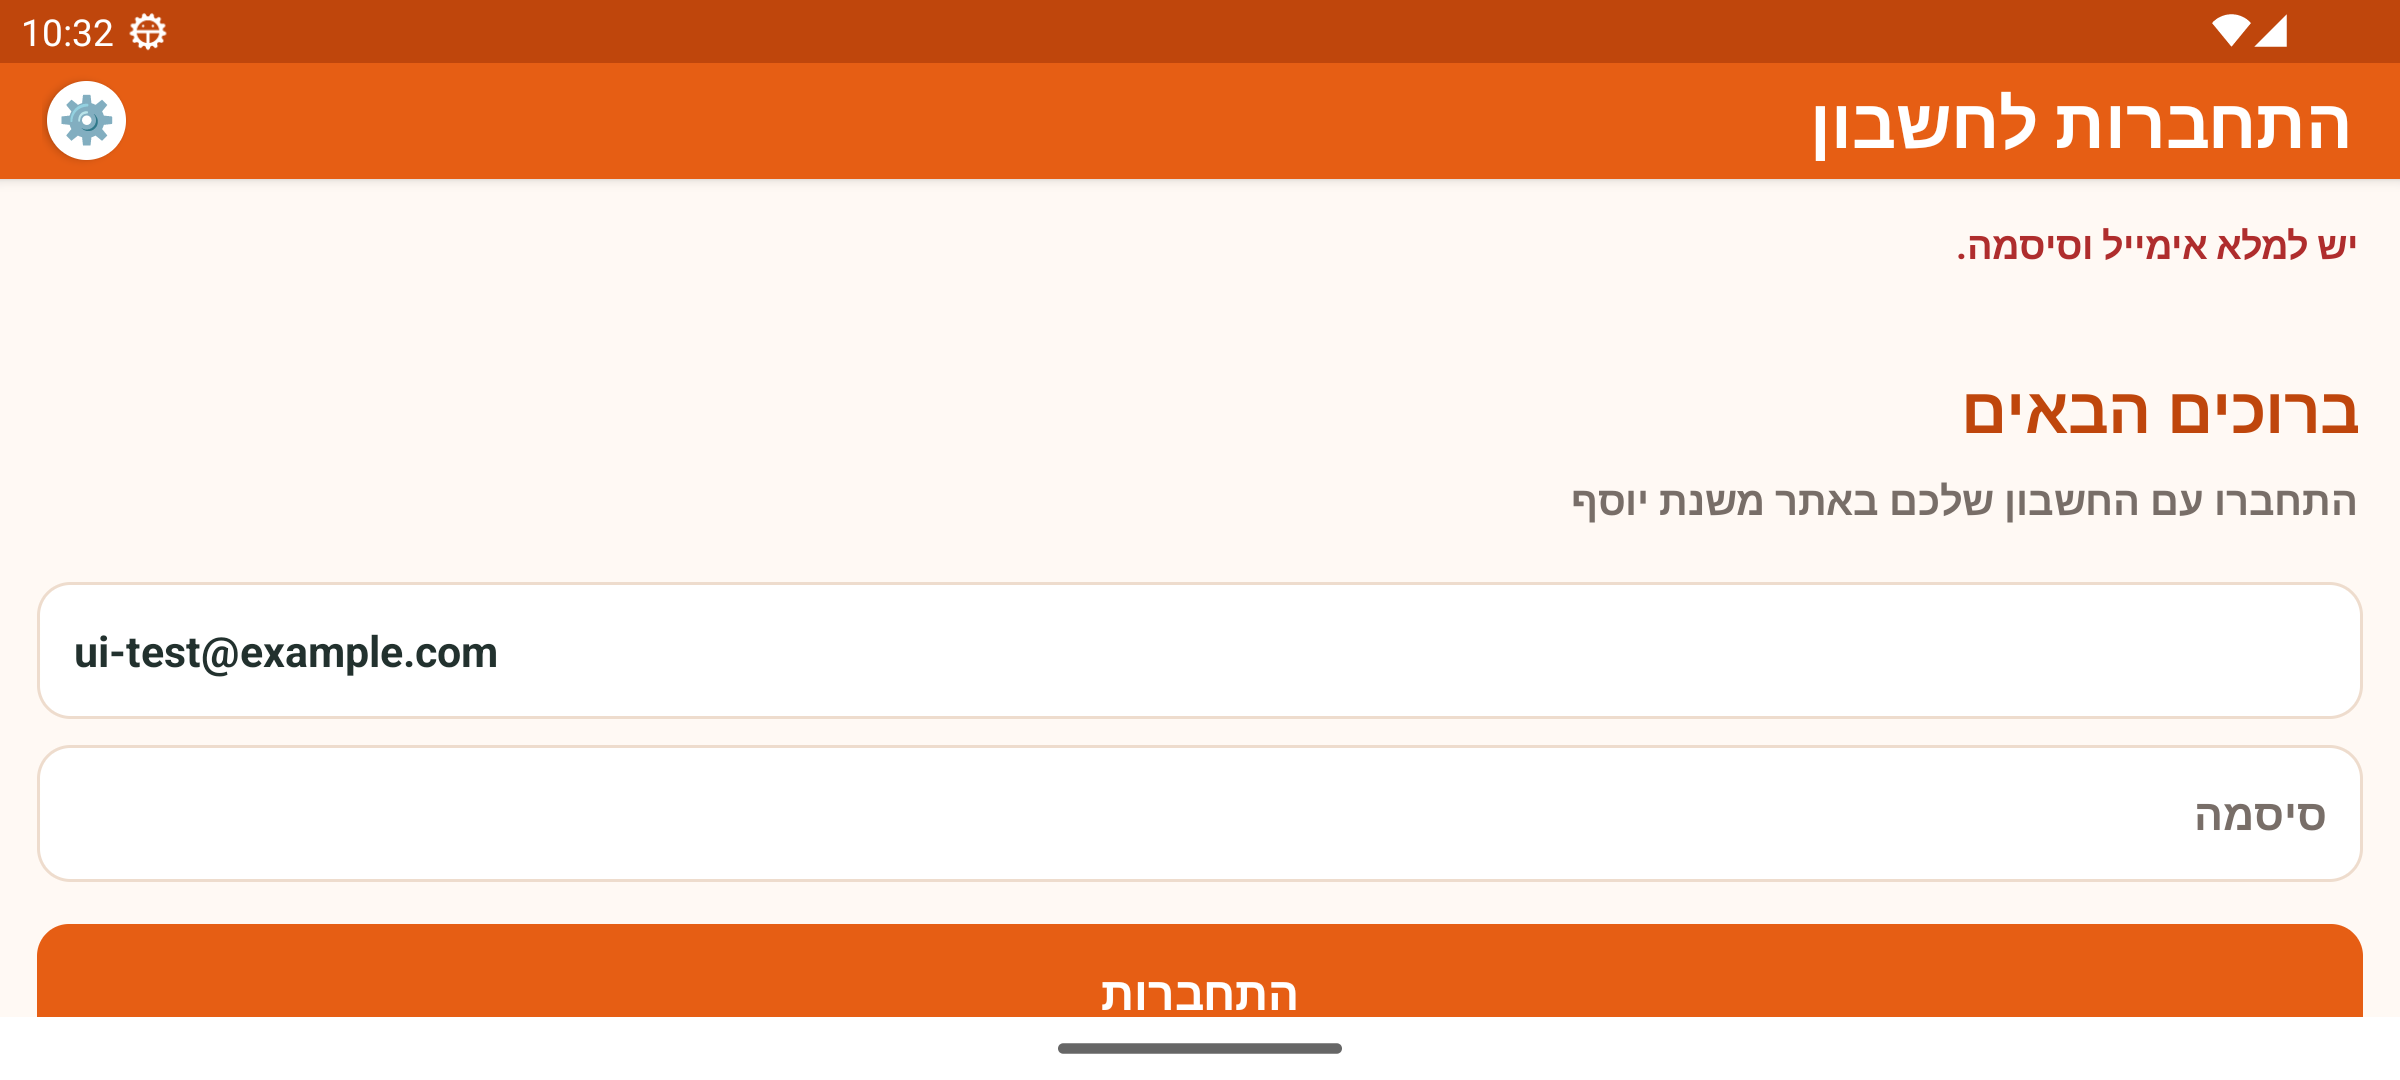 10:32
התחברות לחשבון
יש למלא אימייל וסיסמה.
ברוכים הבאים
התחברו עם החשבון שלכם באתר משנת יוסף
ui-test@example.com
סיסמה
התחברות